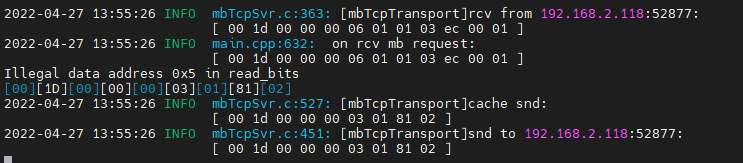 2022-04-27 13:55:26 INFO  mbTcpSvr.c:363: [mbTcpTransport]rcv from 192.168.2.118:52877:
[ 00 1d 00 00 00 06 01 01 03 ec 00 01 ]
2022-04-27 13:55:26 INFO  main.cpp:632:  on rcv mb request:
[ 00 1d 00 00 00 06 01 01 03 ec 00 01 ]
Illegal data address 0x5 in read_bits
[00][1D][00][00][00][03][01][81][02]
2022-04-27 13:55:26 INFO  mbTcpSvr.c:527: [mbTcpTransport]cache snd:
[ 00 1d 00 00 00 03 01 81 02 ]
2022-04-27 13:55:26 INFO  mbTcpSvr.c:451: [mbTcpTransport]snd to 192.168.2.118:52877:
[ 00 1d 00 00 00 03 01 81 02 ]